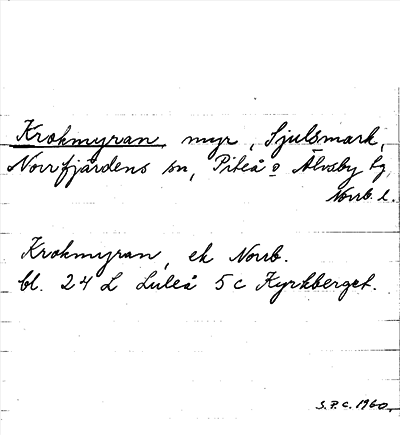 Krokmyran, myr, Sjulsmark,
Norrfjärdens sn, Piteå o Älvsby tg
Norrb. l.
Krokmyran, ek Norrb.
bl. 24 L Luleå 5 c Kyrkberget.
S.P.C. 1960.